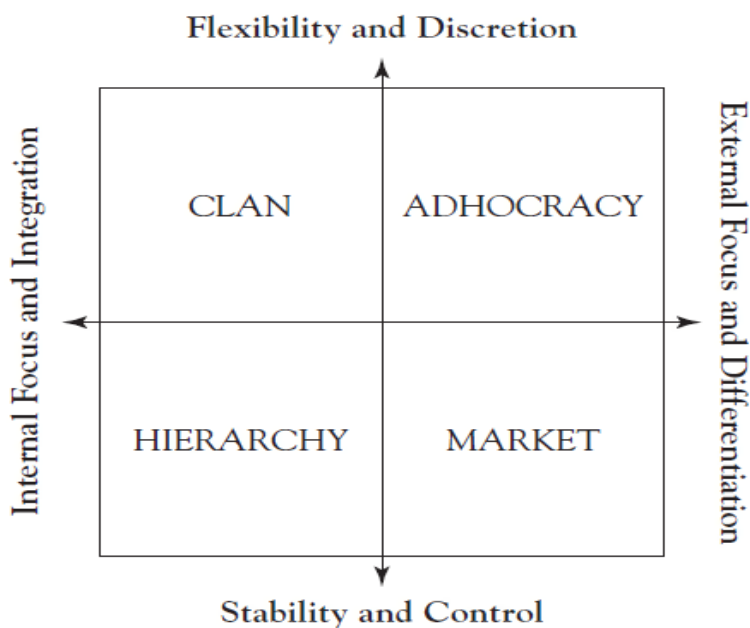 Flexibility and Discretion
Internal Focus and Integration
CLAN
ADHOCRACY
External Focus and Differentiation
HIERARCHY
MARKET
Stability and Control